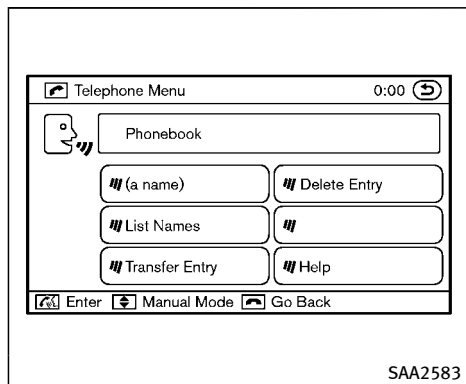 Telephone Menu 0:00
Phonebook
(a name) Delete Entry
List Names
Transfer Entry Help
Enter Manual Mode Go Back
SAA2583